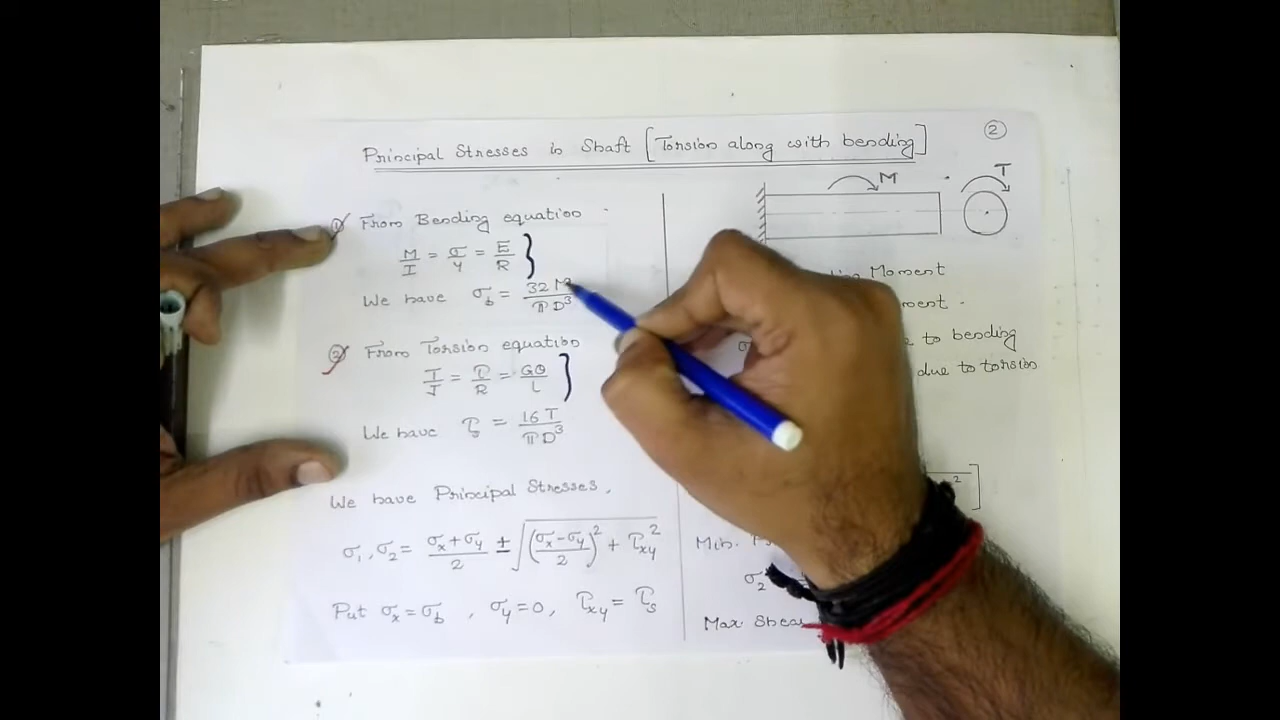 ②
Principal Stresses in Shaft [Torsion along with bending]
M
T
① From Bending equation
M/I = σ/y = E/R
We have σb = 32 M/πD³
② From Torsion equation
T/J = τ/R = Gθ/L
We have τs = 16 T/πD³
We have Principal Stresses,
σ₁, σ₂ = (σx+σy)/2 ± √(((σx-σy)/2)² + τxy²)
Put σx = σb , σy = 0, τxy = τs
Moment
to bending
due to torsion
2 ]
Min.
σ₂
Max Shear